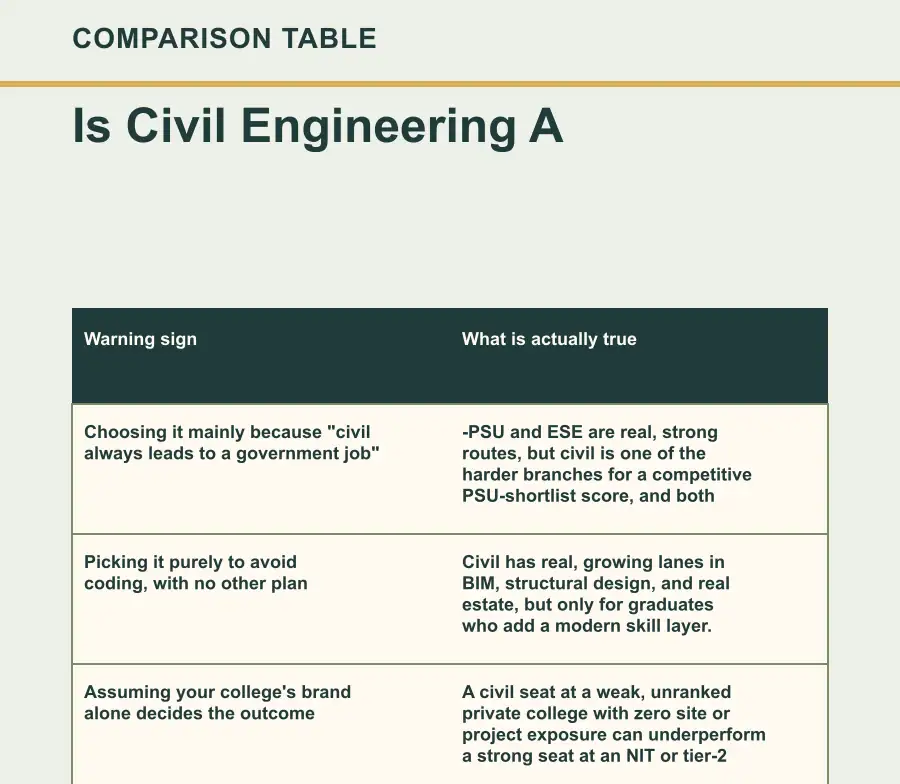 COMPARISON TABLE
Is Civil Engineering A
Warning sign
What is actually true
Choosing it mainly because "civil
always leads to a government job"
-PSU and ESE are real, strong
routes, but civil is one of the
harder branches for a competitive
PSU-shortlist score, and both
Picking it purely to avoid
coding, with no other plan
Civil has real, growing lanes in
BIM, structural design, and real
estate, but only for graduates
who add a modern skill layer.
Assuming your college's brand
alone decides the outcome
A civil seat at a weak, unranked
private college with zero site or
project exposure can underperform
a strong seat at an NIT or tier-2